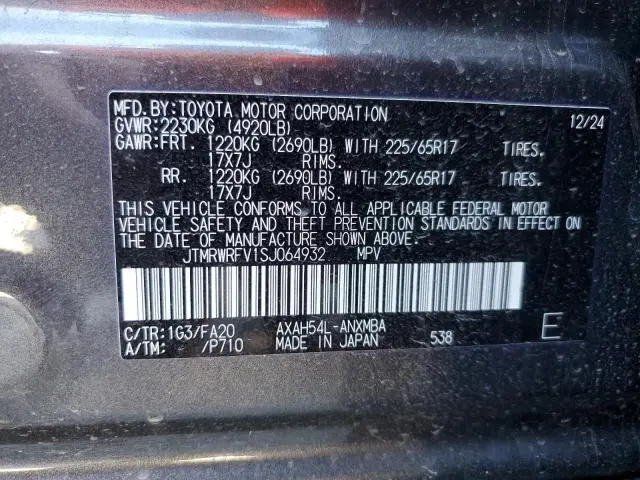 MFD.BY:TOYOTA MOTOR CORPORATION 12/24
GVWR:2230KG (4920LB)
GAWR:FRT. 1220KG (2690LB) WITH 225/65R17 TIRES.
17X7J RIMS.
RR. 1220KG (2690LB) WITH 225/65R17 TIRES.
17X7J RIMS.
THIS VEHICLE CONFORMS TO ALL APPLICABLE FEDERAL MOTOR
VEHICLE SAFETY AND THEFT PREVENTION STANDARDS IN EFFECT ON
THE DATE OF MANUFACTURE SHOWN ABOVE.
JTMRWRFV1SJ064932 MPV
C/TR:1G3/FA20 AXAH54L-ANXMBA
A/TM: /P710 MADE IN JAPAN 538 E